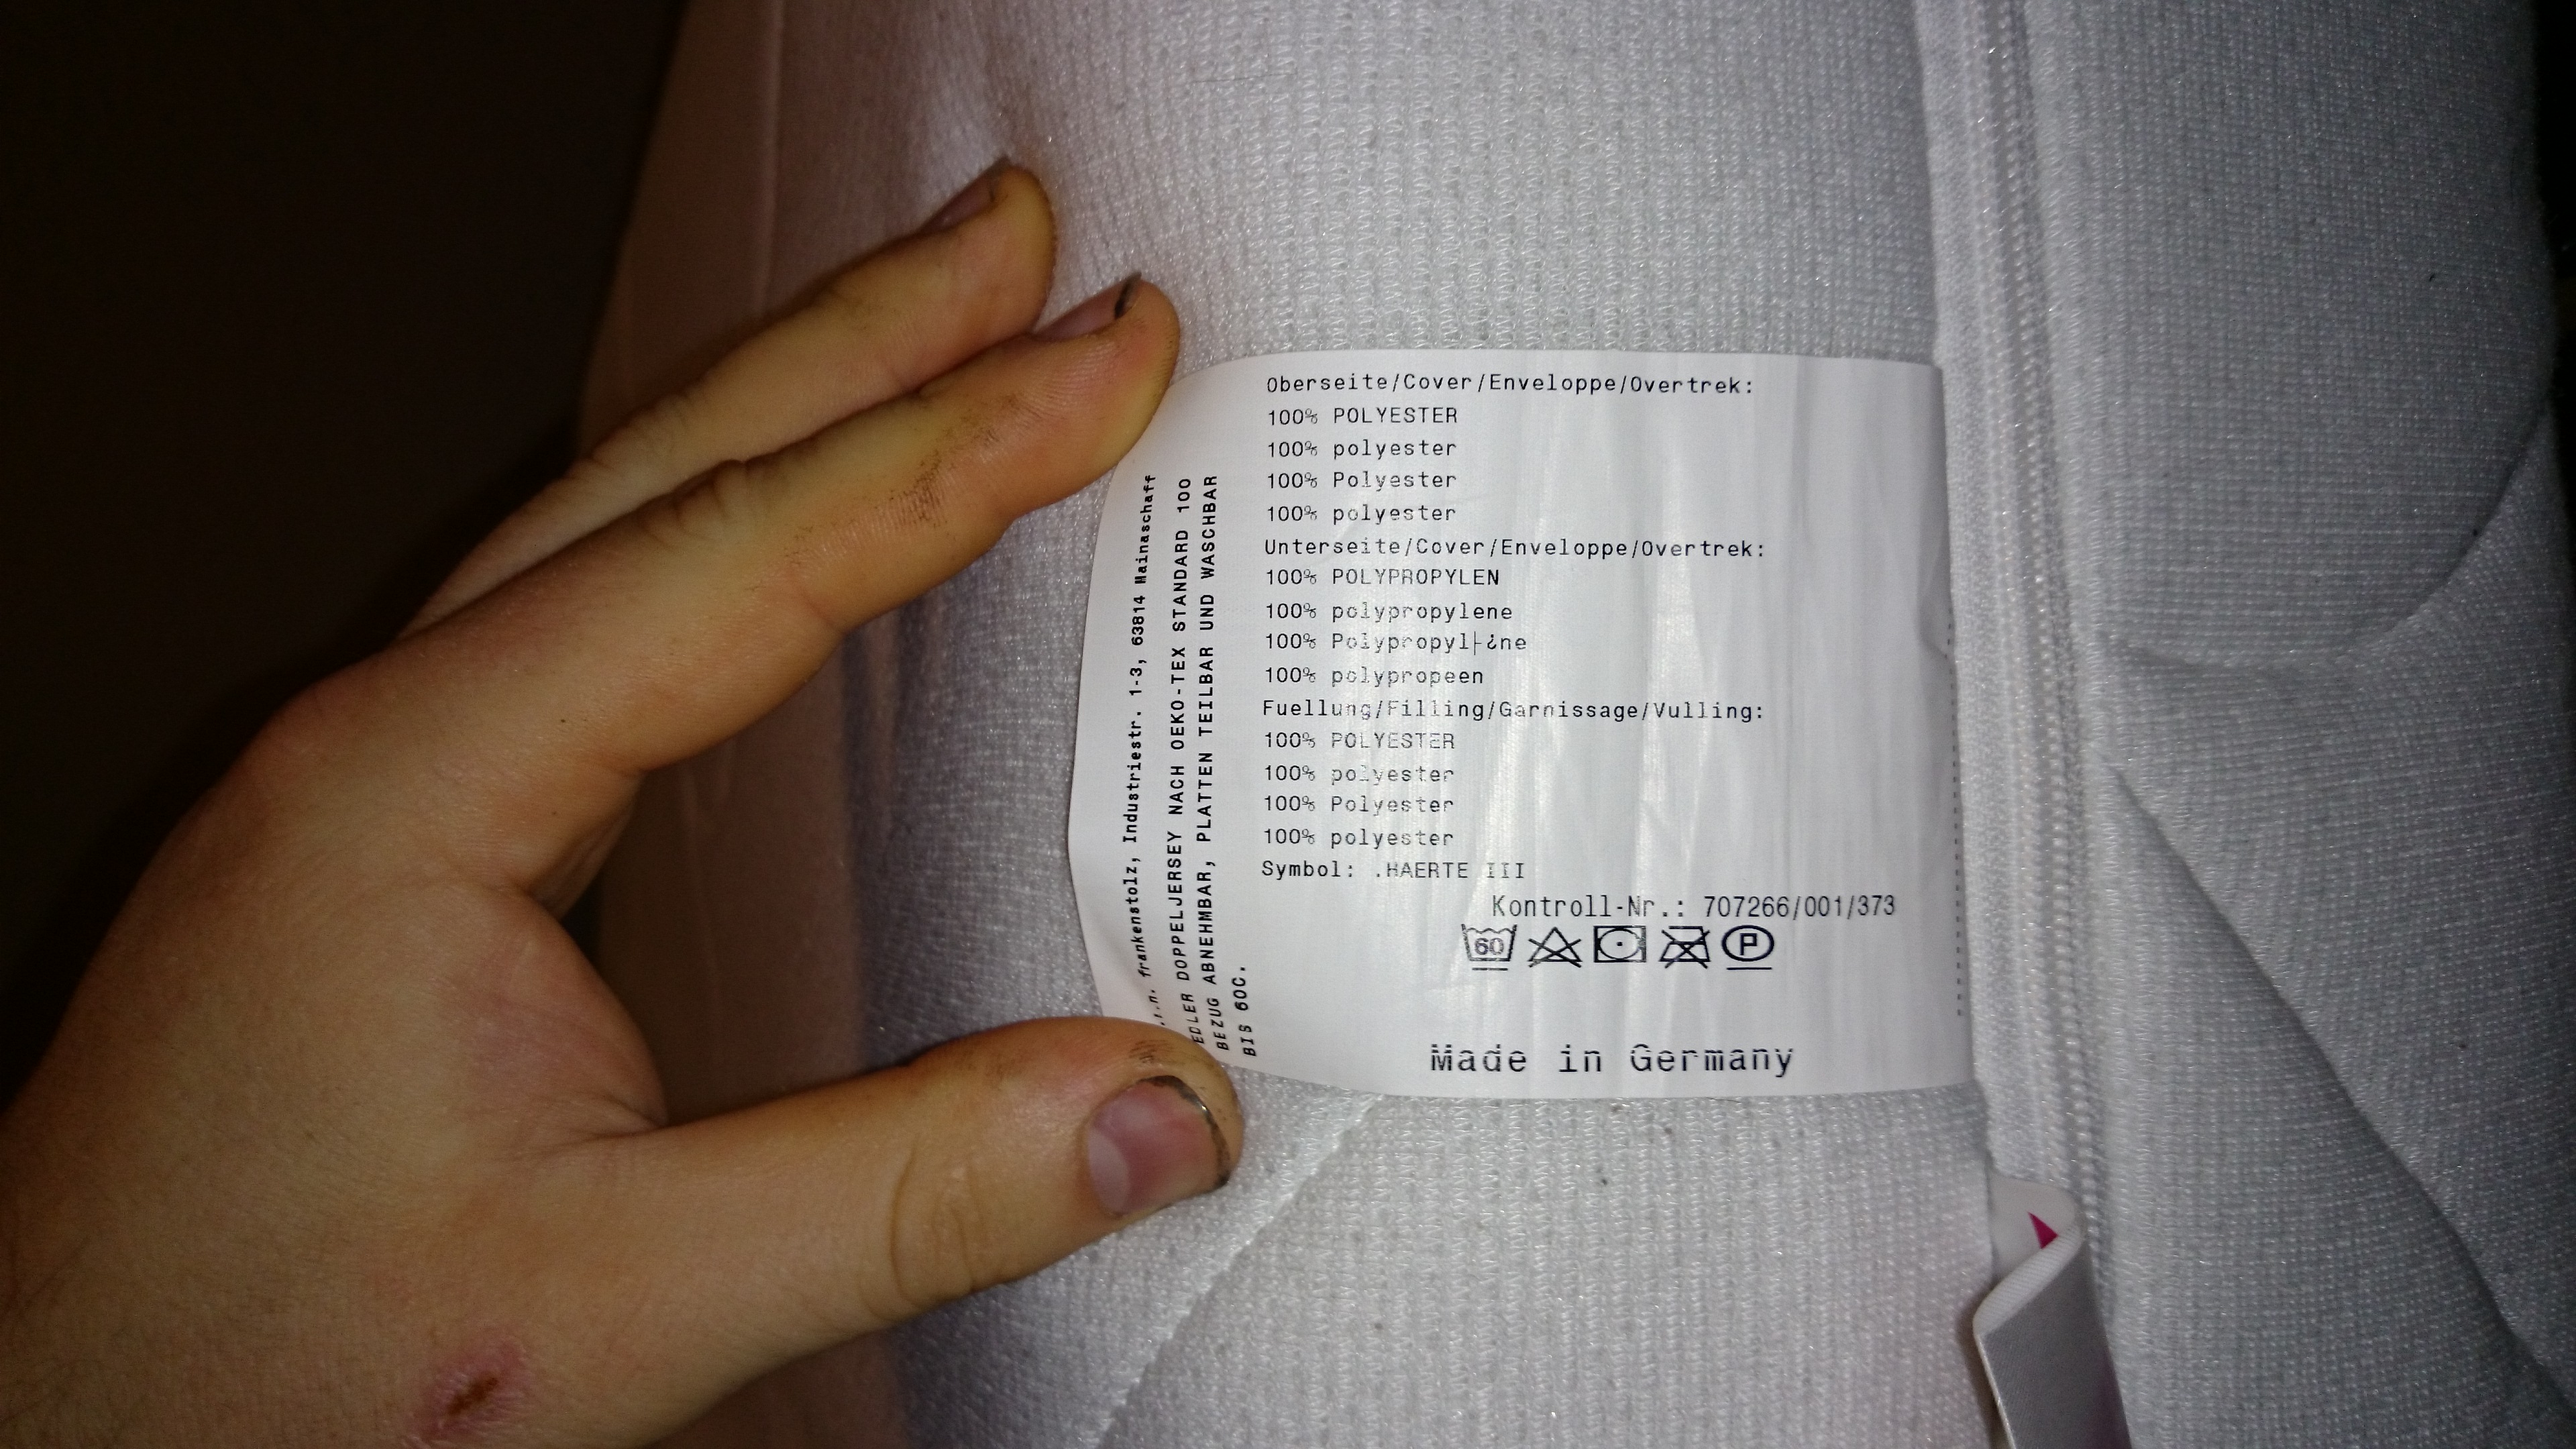 Oberseite/Cover/Enveloppe/Overtrek:
100% POLYESTER
100% polyester
100% Polyester
100% polyester
Unterseite/Cover/Enveloppe/Overtrek:
100% POLYPROPYLEN
100% polypropylene
100% Polypropyl├¿ne
100% polypropeen
Fuellung/Filling/Garnissage/Vulling:
100% POLYESTER
100% polyester
100% Polyester
100% polyester
Symbol: .HAERTE III
Kontroll-Nr.: 707266/001/373
60 P
Made in Germany
frankenstolz, Industriestr. 1-3, 63814 Mainaschaff
EDLER DOPPELJERSEY NACH OEKO-TEX STANDARD 100
BEZUG ABNEHMBAR, PLATTEN TEILBAR UND WASCHBAR
BIS 60C.